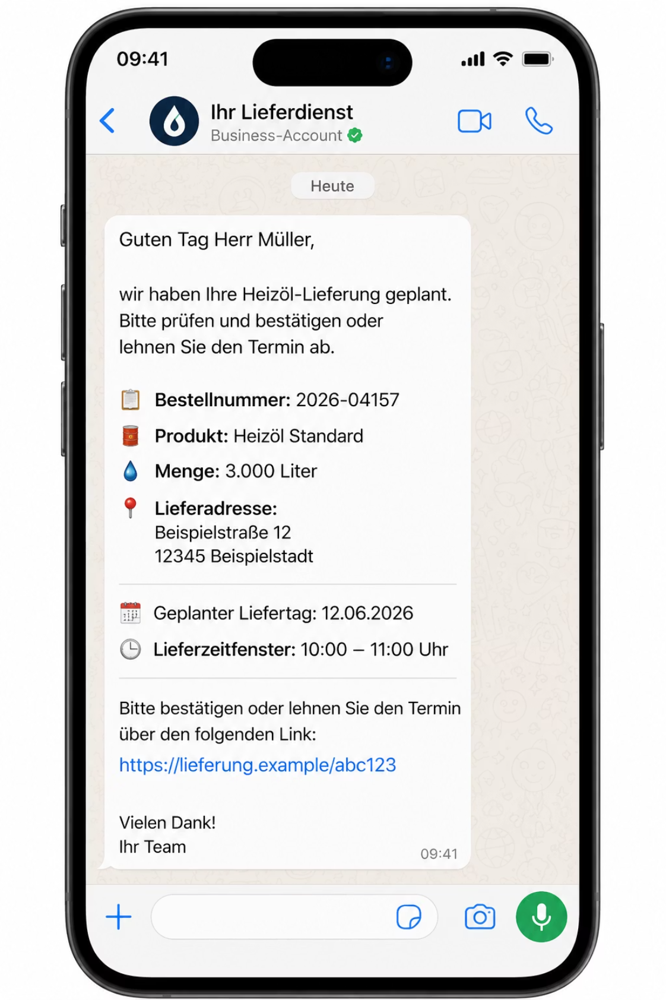 09:41
Ihr Lieferdienst
Business-Account
Heute
Guten Tag Herr Müller,
wir haben Ihre Heizöl-Lieferung geplant.
Bitte prüfen und bestätigen oder
lehnen Sie den Termin ab.
Bestellnummer: 2026-04157
Produkt: Heizöl Standard
Menge: 3.000 Liter
Lieferadresse:
Beispielstraße 12
12345 Beispielstadt
Geplanter Liefertag: 12.06.2026
Lieferzeitfenster: 10:00 – 11:00 Uhr
Bitte bestätigen oder lehnen Sie den Termin
über den folgenden Link:
https://lieferung.example/abc123
Vielen Dank!
Ihr Team
09:41